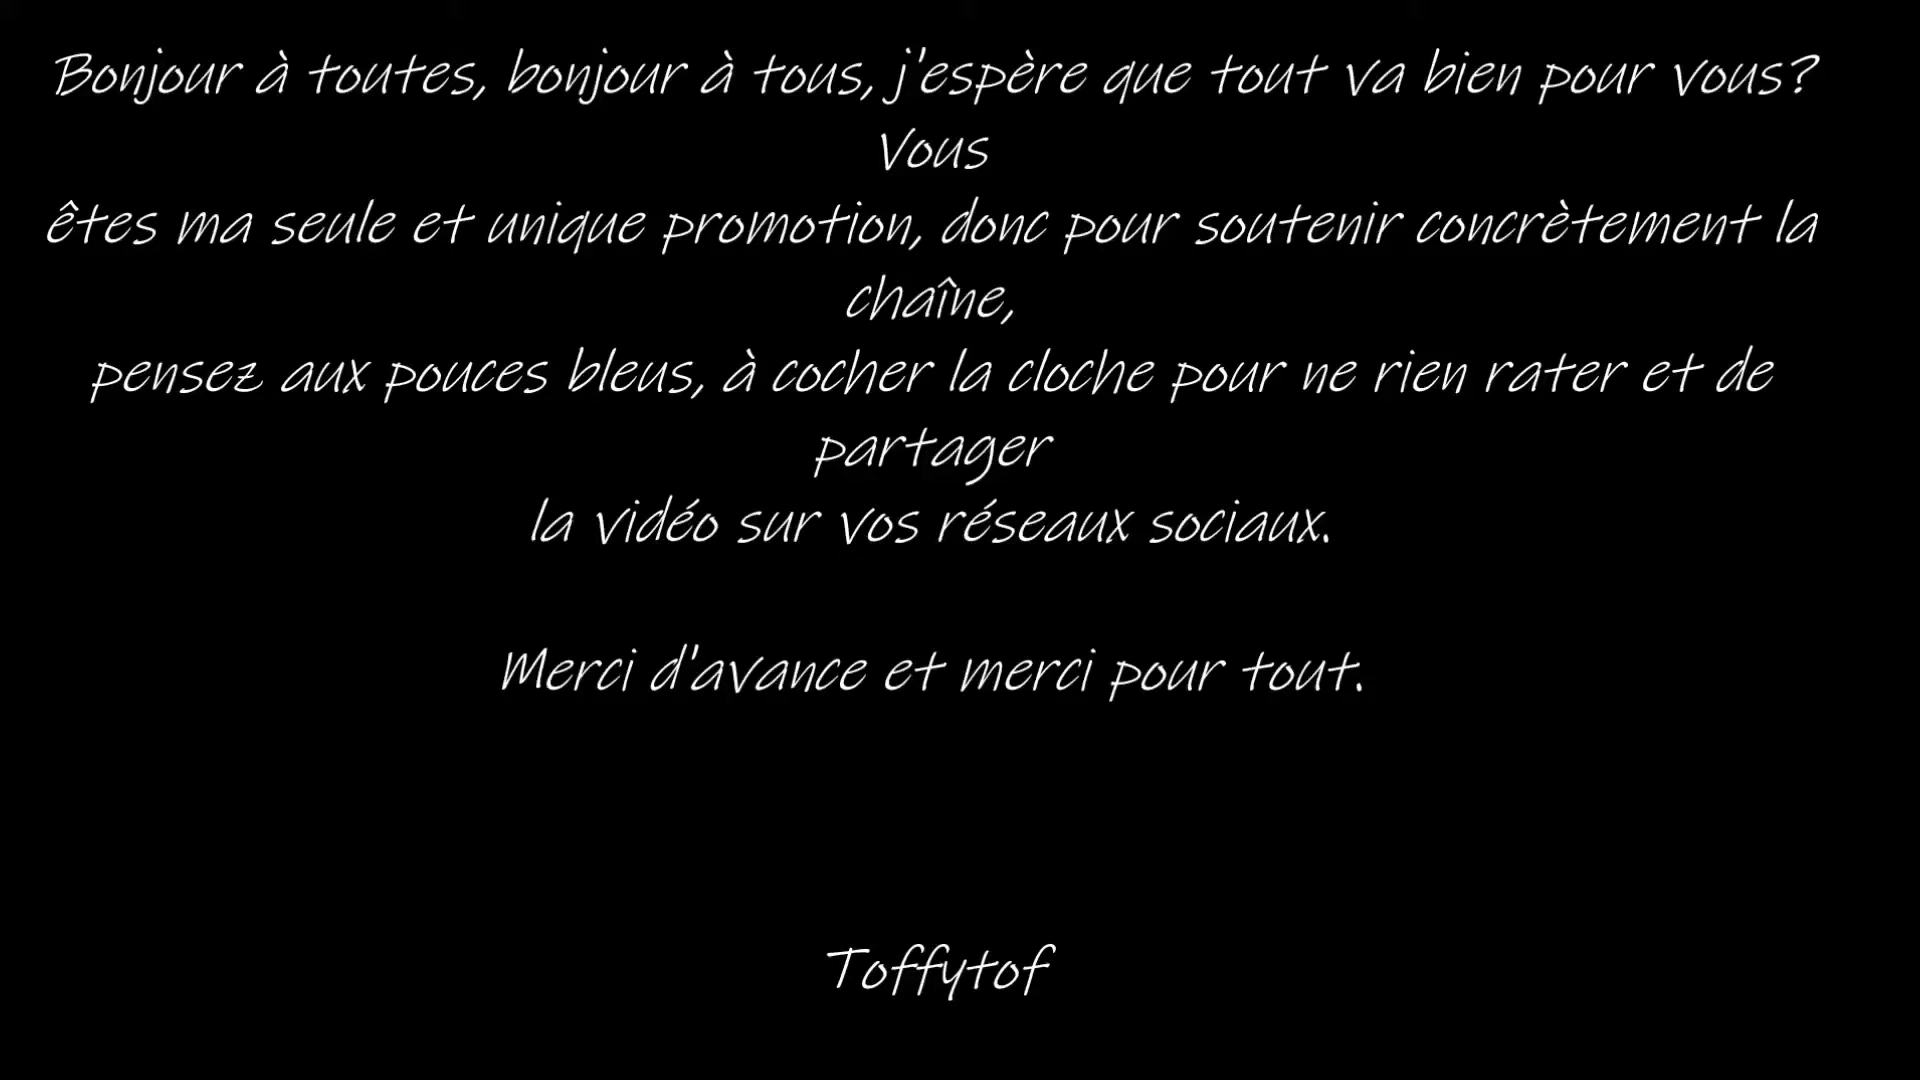 Bonjour à toutes, bonjour à tous, j'espère que tout va bien pour vous?
Vous
êtes ma seule et unique promotion, donc pour soutenir concrètement la
chaîne,
pensez aux pouces bleus, à cocher la cloche pour ne rien rater et de
partager
la vidéo sur vos réseaux sociaux.
Merci d'avance et merci pour tout.
Toffytof